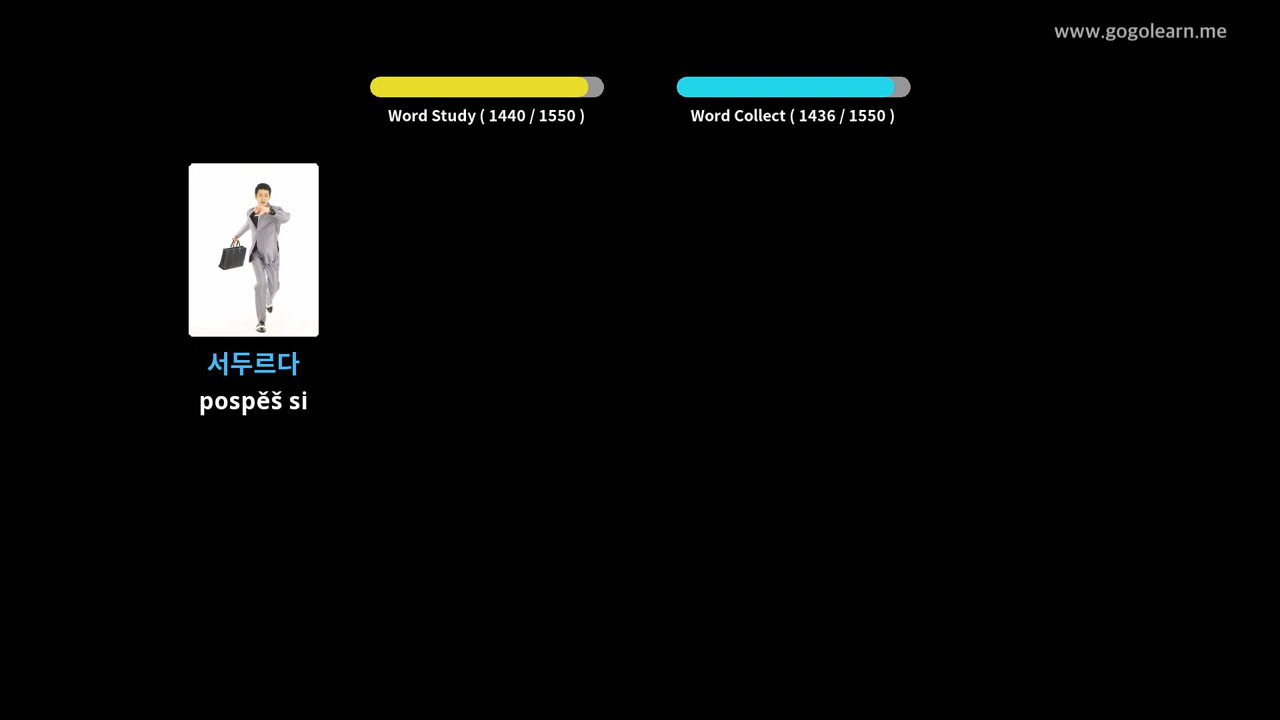 www.gogolearn.me
Word Study ( 1440 / 1550 )
Word Collect ( 1436 / 1550 )
서두르다
pospěš si